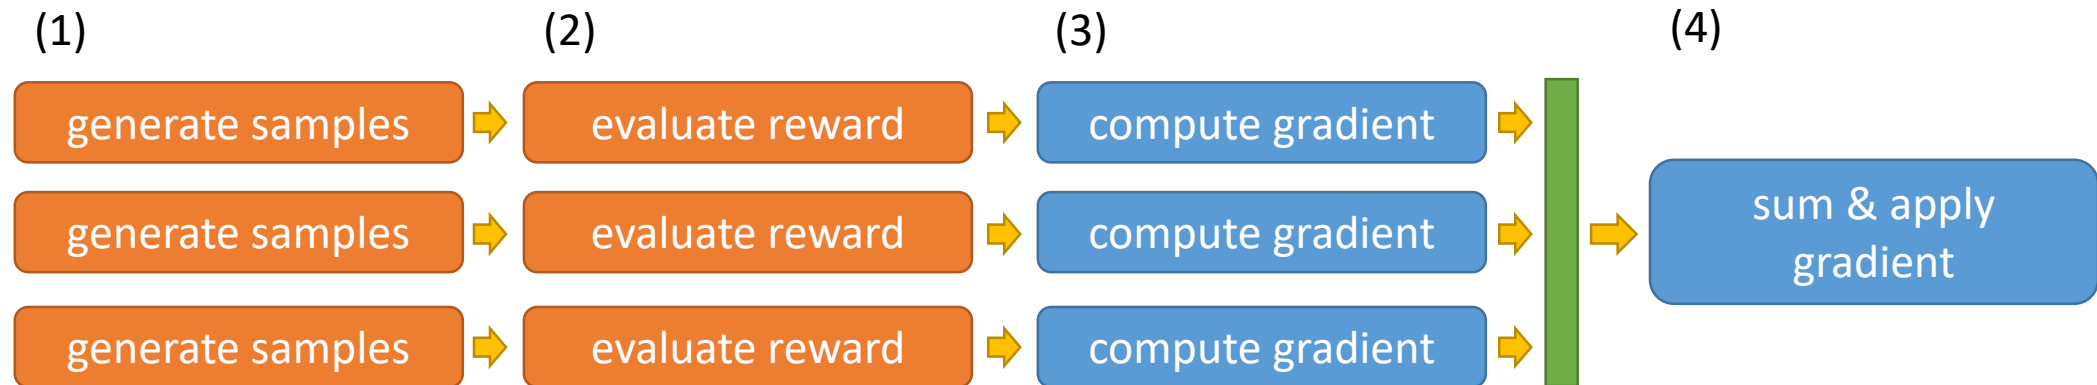 (1) (2) (3) (4)
generate samples evaluate reward compute gradient
generate samples evaluate reward compute gradient
sum & apply
gradient
generate samples evaluate reward compute gradient